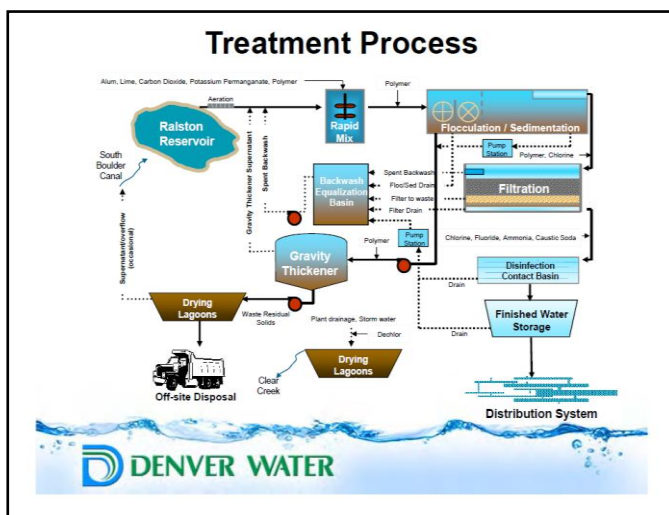 Treatment Process
Alum, Lime, Carbon Dioxide, Potassium Permanganate, Polymer
Polymer
Aeration
Ralston
Reservoir
Rapid
Mix
Flocculation / Sedimentation
South
Boulder
Canal
Gravity Thickener Supernatant
Spent Backwash
Pump
Station
Polymer, Chlorine
Backwash
Equalization
Basin
Spent Backwash
Floc/Sed Drain
Filter to waste
Filter Drain
Filtration
Supernatant/overflow
(occasional)
Gravity
Thickener
Polymer
Pump
Station
Chlorine, Fluoride, Ammonia, Caustic Soda
Disinfection
Contact Basin
Drain
Drying
Lagoons
Waste Residual
Solids
Plant drainage, Storm water
Dechlor
Finished Water
Storage
Drain
Drying
Lagoons
Clear
Creek
Off-site Disposal
Distribution System
DENVER WATER